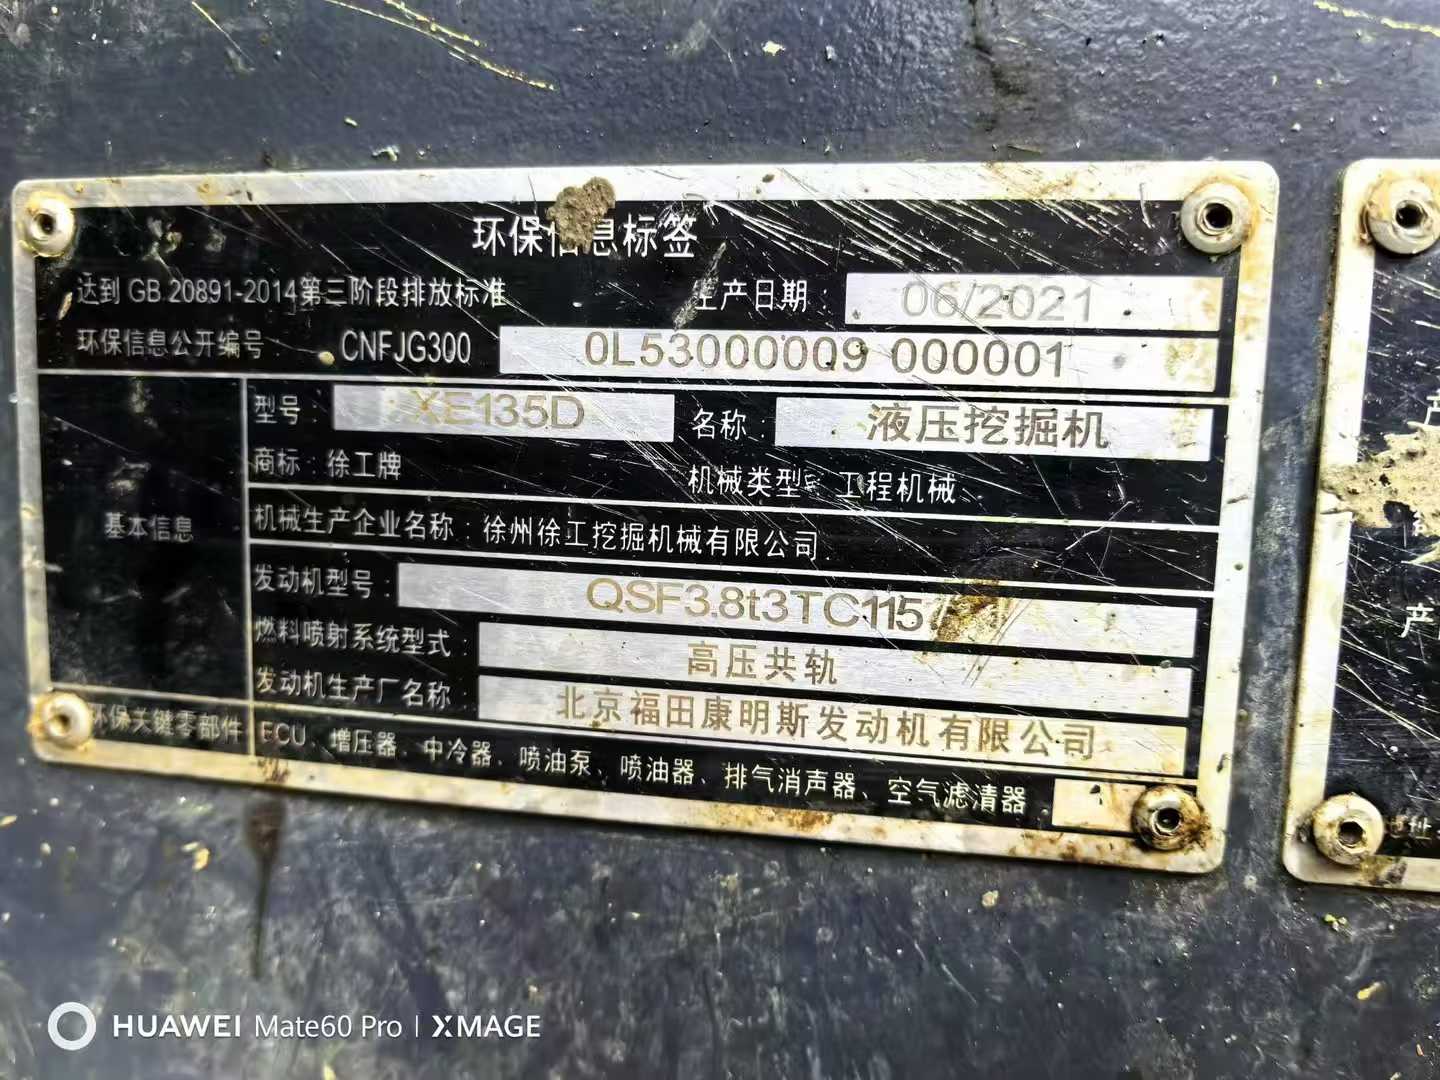 环保信息标签
达到 GB 20891-2014第三阶段排放标准 生产日期: 06/2021
环保信息公开编号: CNFJG300 0L53000009 000001
型号: XE135D 名称: 液压挖掘机
商标: 徐工牌 机械类型: 工程机械
基本信息
机械生产企业名称: 徐州徐工挖掘机械有限公司
发动机型号: QSF3.8t3TC115
燃料喷射系统型式: 高压共轨
发动机生产厂名称: 北京福田康明斯发动机有限公司
环保关键零部件 ECU、增压器、中冷器、喷油泵、喷油器、排气消声器、空气滤清器
产
产
地址:
HUAWEI Mate60 Pro | XMAGE